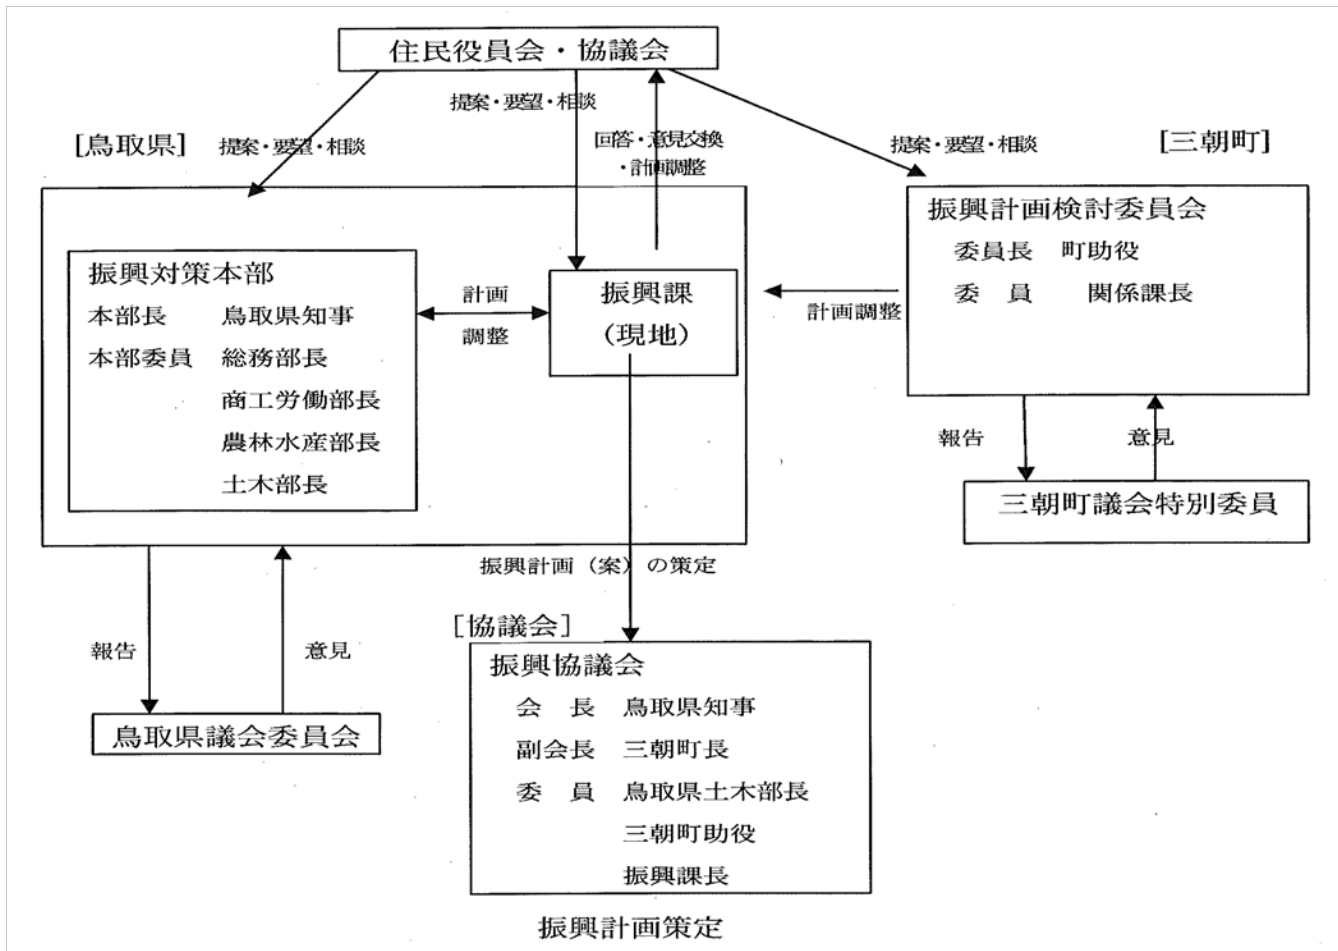 住民役員会・協議会
提案・要望・相談
[鳥取県]
提案・要望・相談
回答・意見交換
・計画調整
提案・要望・相談
[三朝町]
振興対策本部
本部長 鳥取県知事
本部委員 総務部長
商工労働部長
農林水産部長
土木部長
計画
調整
振興課
(現地)
計画調整
振興計画検討委員会
委員長 町助役
委 員 関係課長
報告
意見
三朝町議会特別委員
報告
意見
鳥取県議会委員会
振興計画(案)の策定
[協議会]
振興協議会
会 長 鳥取県知事
副会長 三朝町長
委 員 鳥取県土木部長
三朝町助役
振興課長
振興計画策定